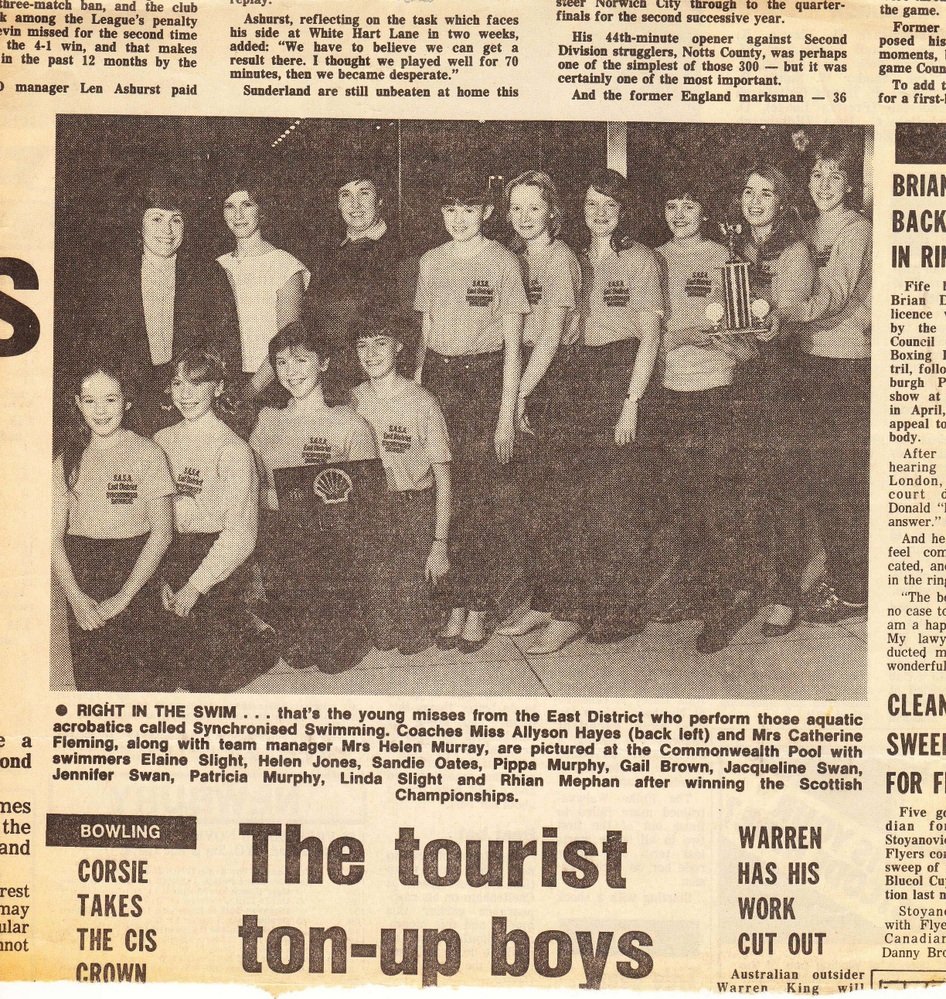 three-match ban, and the club
k among the League's penalty
evin missed for the second time
the 4-1 win, and that makes
in the past 12 months by the
manager Len Ashurst paid
replay.
Ashurst, reflecting on the task which faces
his side at White Hart Lane in two weeks,
added: "We have to believe we can get a
result there. I thought we played well for 70
minutes, then we became desperate."
Sunderland are still unbeaten at home this
steer Norwich City through to the quarter-
finals for the second successive year.
His 44th-minute opener against Second
Division strugglers, Notts County, was perhaps
one of the simplest of those 300 — but it was
certainly one of the most important.
And the former England marksman — 36
the game.
Former
posed his
moments,
game Coun
To add t
for a first-
S
S.A.S.A.
East District
SYNCHRONISED
SWIMMING
BRIAN
BACK
IN RIN
Fife b
Brian D
licence w
by the
Council
Boxing
tril, follo
burgh P
show at
in April,
appeal to
body.
After
hearing
London,
court d
Donald "
answer."
And he
feel com
cated, and
in the ring
"The be
no case to
am a hap
My lawy
ducted m
wonderful
● RIGHT IN THE SWIM . . . that's the young misses from the East District who perform those aquatic
acrobatics called Synchronised Swimming. Coaches Miss Allyson Hayes (back left) and Mrs Catherine
Fleming, along with team manager Mrs Helen Murray, are pictured at the Commonwealth Pool with
swimmers Elaine Slight, Helen Jones, Sandie Oates, Pippa Murphy, Gail Brown, Jacqueline Swan,
Jennifer Swan, Patricia Murphy, Linda Slight and Rhian Mephan after winning the Scottish
Championships.
e a
ond
mes
the
and
rest
may
ular
nnot
BOWLING
CORSIE
TAKES
THE CIS
CROWN
The tourist
ton-up boys
WARREN
HAS HIS
WORK
CUT OUT
Australian outsider
Warren King will
CLEAN
SWEEP
FOR F
Five go
dian for
Stoyanovic
Flyers con
sweep of
Blucol Cu
tion last n
Stoyano
with Flye
Canadian
Danny Bro